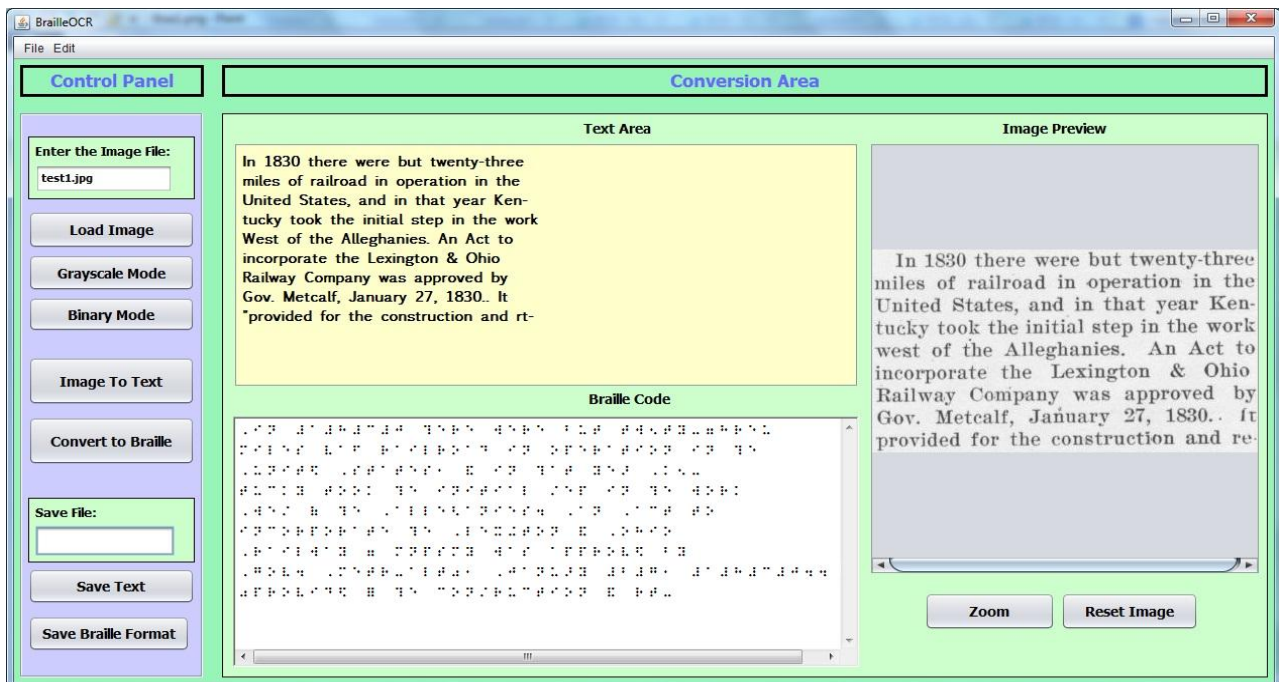 BrailleOCR
File Edit
Control Panel
Conversion Area
Enter the Image File:
test1.jpg
Load Image
Grayscale Mode
Binary Mode
Image To Text
Convert to Braille
Save File:
Save Text
Save Braille Format
Text Area
In 1830 there were but twenty-three
miles of railroad in operation in the
United States, and in that year Ken-
tucky took the initial step in the work
West of the Alleghanies. An Act to
incorporate the Lexington & Ohio
Railway Company was approved by
Gov. Metcalf, January 27, 1830.. It
"provided for the construction and rt-
Braille Code
Image Preview
In 1830 there were but twenty-three
miles of railroad in operation in the
United States, and in that year Ken-
tucky took the initial step in the work
west of the Alleghanies. An Act to
incorporate the Lexington & Ohio
Railway Company was approved by
Gov. Metcalf, January 27, 1830.. It
provided for the construction and re-
Zoom
Reset Image